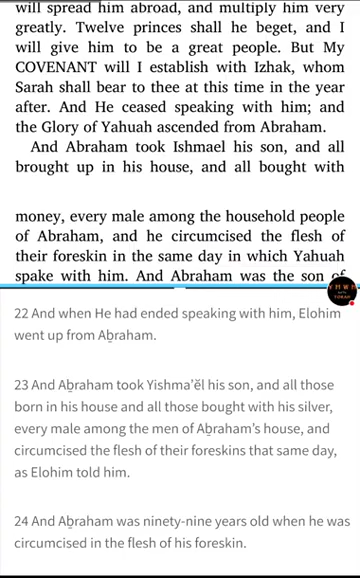 will spread him abroad, and multiply him very
greatly. Twelve princes shall he beget, and I
will give him to be a great people. But My
COVENANT will I establish with Izhak, whom
Sarah shall bear to thee at this time in the year
after. And He ceased speaking with him; and
the Glory of Yahuah ascended from Abraham.
And Abraham took Ishmael his son, and all
brought up in his house, and all bought with
money, every male among the household people
of Abraham, and he circumcised the flesh of
their foreskin in the same day in which Yahuah
spake with him. And Abraham was the son of
22 And when He had ended speaking with him, Elohim
went up from Aḇraham.
23 And Aḇraham took Yishma‛ĕl his son, and all those
born in his house and all those bought with his silver,
every male among the men of Aḇraham’s house, and
circumcised the flesh of their foreskins that same day,
as Elohim told him.
24 And Aḇraham was ninety-nine years old when he was
circumcised in the flesh of his foreskin.